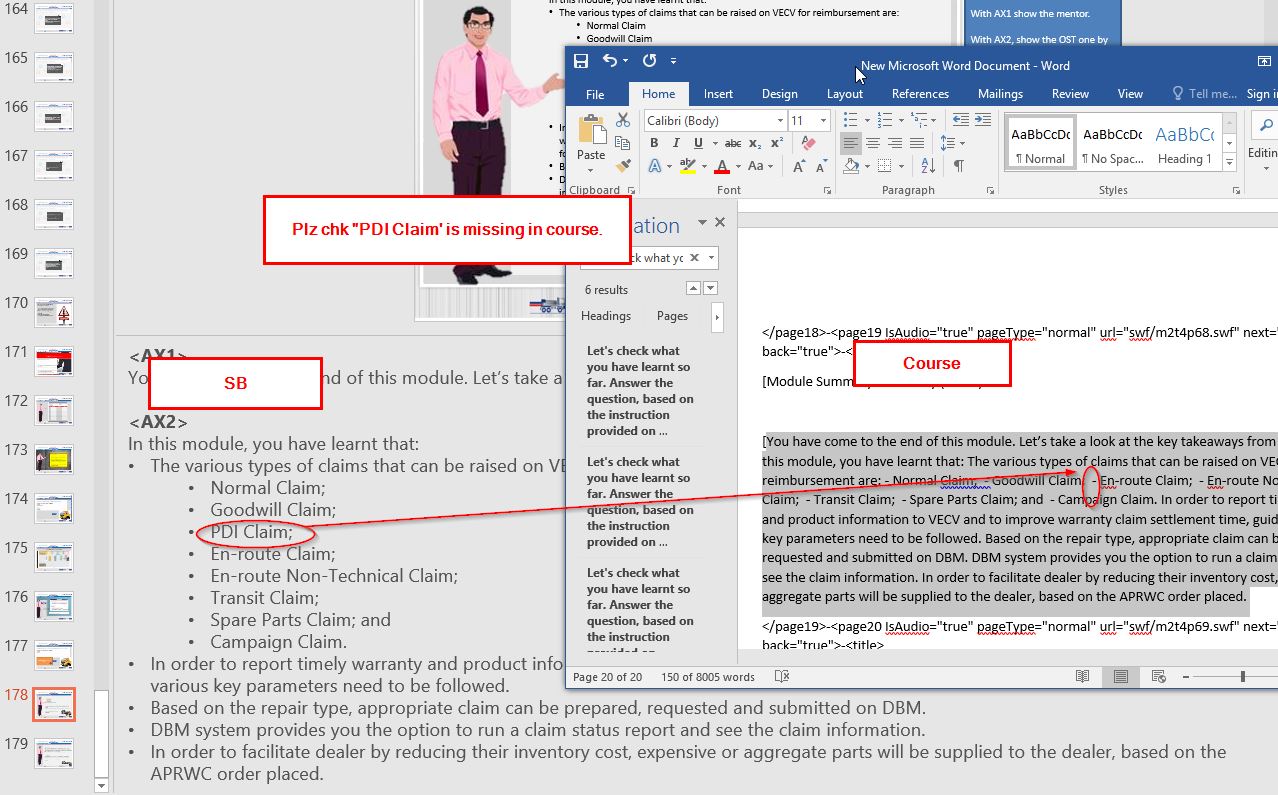 164
165
166
167
168
169
170
171
172
173
174
175
176
177
178
179
In this module, you have learnt that:
• The various types of claims that can be raised on VECV for reimbursement are:
• Normal Claim
• Goodwill Claim
With AX1 show the mentor.
With AX2, show the OST one by
New Microsoft Word Document - Word
File Home Insert Design Layout References Mailings Review View Tell me... Sign in
Paste
Calibri (Body) 11
AaBbCcDc AaBbCcDc AaBbCc
¶ Normal ¶ No Spac... Heading 1
Editin
Clipboard Font Paragraph Styles
Plz chk "PDI Claim' is missing in course.
ation
6 results
Headings Pages
Let's check what
you have learnt so
far. Answer the
question, based on
the instruction
provided on ...
Let's check what
you have learnt so
far. Answer the
question, based on
the instruction
provided on ...
Let's check what
you have learnt so
far. Answer the
question, based on
</page18>-<page19 IsAudio="true" pageType="normal" url="swf/m2t4p68.swf" next="
back="true">-<
Course
[Module Summ
[You have come to the end of this module. Let's take a look at the key takeaways from
this module, you have learnt that: The various types of claims that can be raised on VEC
reimbursement are: - Normal Claim; - Goodwill Claim; - En-route Claim; - En-route No
Claim; - Transit Claim; - Spare Parts Claim; and - Campaign Claim. In order to report ti
and product information to VECV and to improve warranty claim settlement time, guid
key parameters need to be followed. Based on the repair type, appropriate claim can b
requested and submitted on DBM. DBM system provides you the option to run a claim
see the claim information. In order to facilitate dealer by reducing their inventory cost,
aggregate parts will be supplied to the dealer, based on the APRWC order placed.
</page19>-<page20 IsAudio="true" pageType="normal" url="swf/m2t4p69.swf" next="
back="true">-<title>
Page 20 of 20 150 of 8005 words
<AX1>
SB
nd of this module. Let's take a
<AX2>
In this module, you have learnt that:
• The various types of claims that can be raised on VE
• Normal Claim;
• Goodwill Claim;
• PDI Claim;
• En-route Claim;
• En-route Non-Technical Claim;
• Transit Claim;
• Spare Parts Claim; and
• Campaign Claim.
• In order to report timely warranty and product info
various key parameters need to be followed.
• Based on the repair type, appropriate claim can be prepared, requested and submitted on DBM.
• DBM system provides you the option to run a claim status report and see the claim information.
• In order to facilitate dealer by reducing their inventory cost, expensive or aggregate parts will be supplied to the dealer, based on the
APRWC order placed.